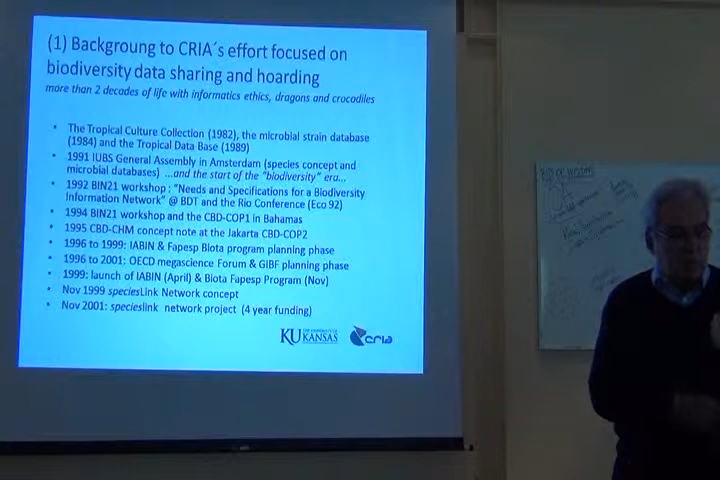 (1) Backgroung to CRIA´s effort focused on
biodiversity data sharing and hoarding
more than 2 decades of life with informatics ethics, dragons and crocodiles
• The Tropical Culture Collection (1982), the microbial strain database
(1984) and the Tropical Data Base (1989)
• 1991 IUBS General Assembly in Amsterdam (species concept and
microbial databases) ...and the start of the "biodiversity" era...
• 1992 BIN21 workshop : "Needs and Specifications for a Biodiversity
Information Network" @ BDT and the Rio Conference (Eco 92)
• 1994 BIN21 workshop and the CBD-COP1 in Bahamas
• 1995 CBD-CHM concept note at the Jakarta CBD-COP2
• 1996 to 1999: IABIN & Fapesp Biota program planning phase
• 1996 to 2001: OECD megascience Forum & GIBF planning phase
• 1999: launch of IABIN (April) & Biota Fapesp Program (Nov)
• Nov 1999 speciesLink Network concept
• Nov 2001: specieslink network project (4 year funding)
KU THE UNIVERSITY OF
KANSAS
cria